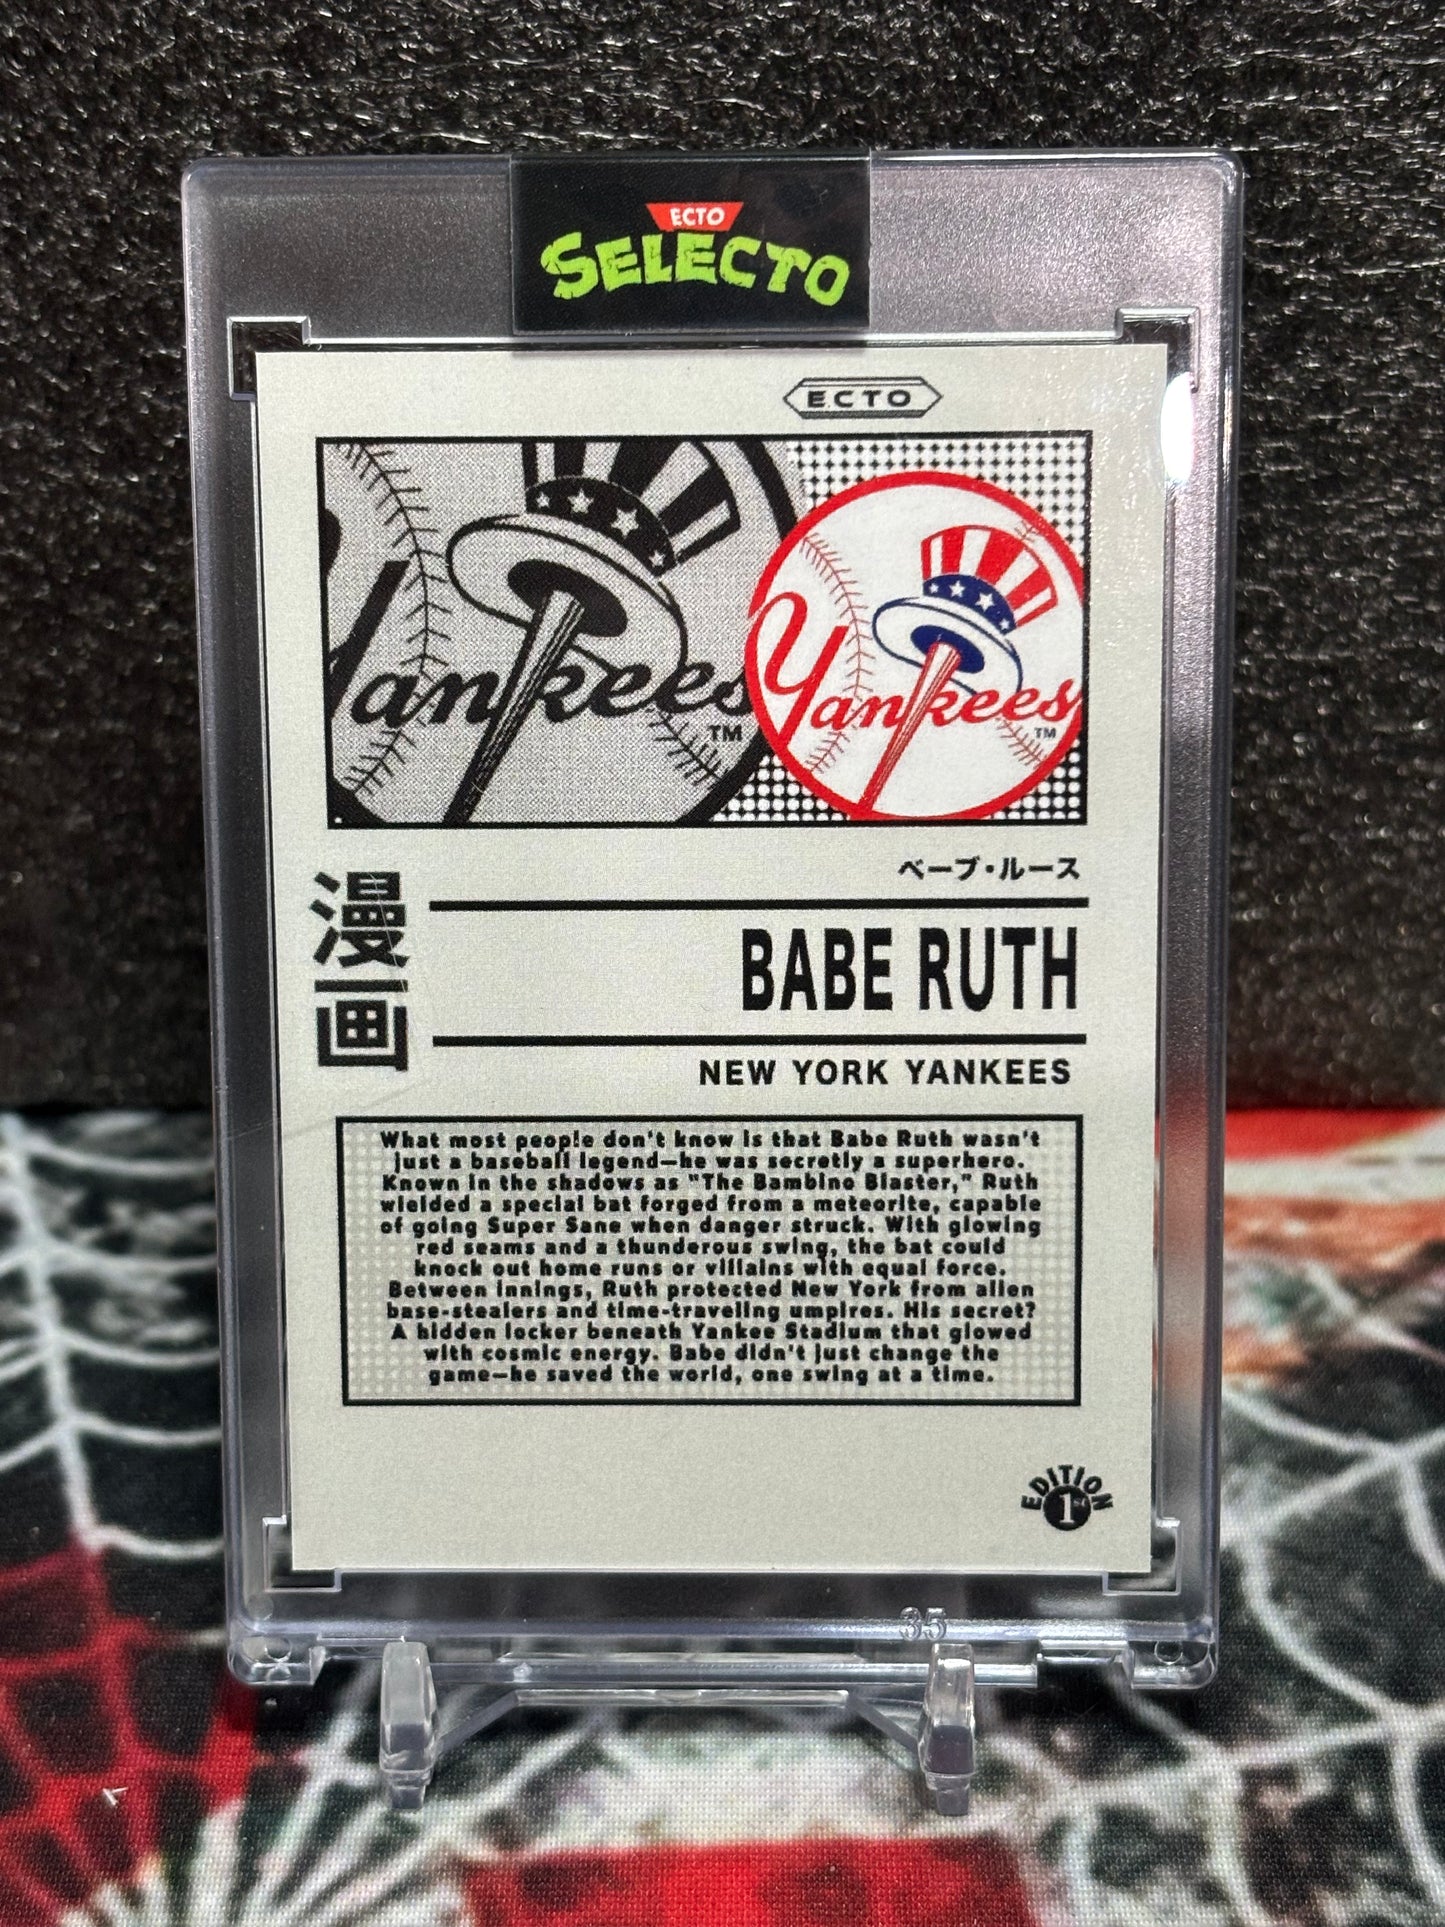 ECTO
SELECTO
ECTO
Yankees
TM
Yankees
TM
ベーブ・ルース
漫画
BABE RUTH
NEW YORK YANKEES
What most people don't know is that Babe Ruth wasn't
just a baseball legend—he was secretly a superhero.
Known in the shadows as "The Bambino Blaster," Ruth
wielded a special bat forged from a meteorite, capable
of going Super Sane when danger struck. With glowing
red seams and a thunderous swing, the bat could
knock out home runs or villains with equal force.
Between innings, Ruth protected New York from alien
base-stealers and time-traveling umpires. His secret?
A hidden locker beneath Yankee Stadium that glowed
with cosmic energy. Babe didn't just change the
game—he saved the world, one swing at a time.
EDITION
1st
35